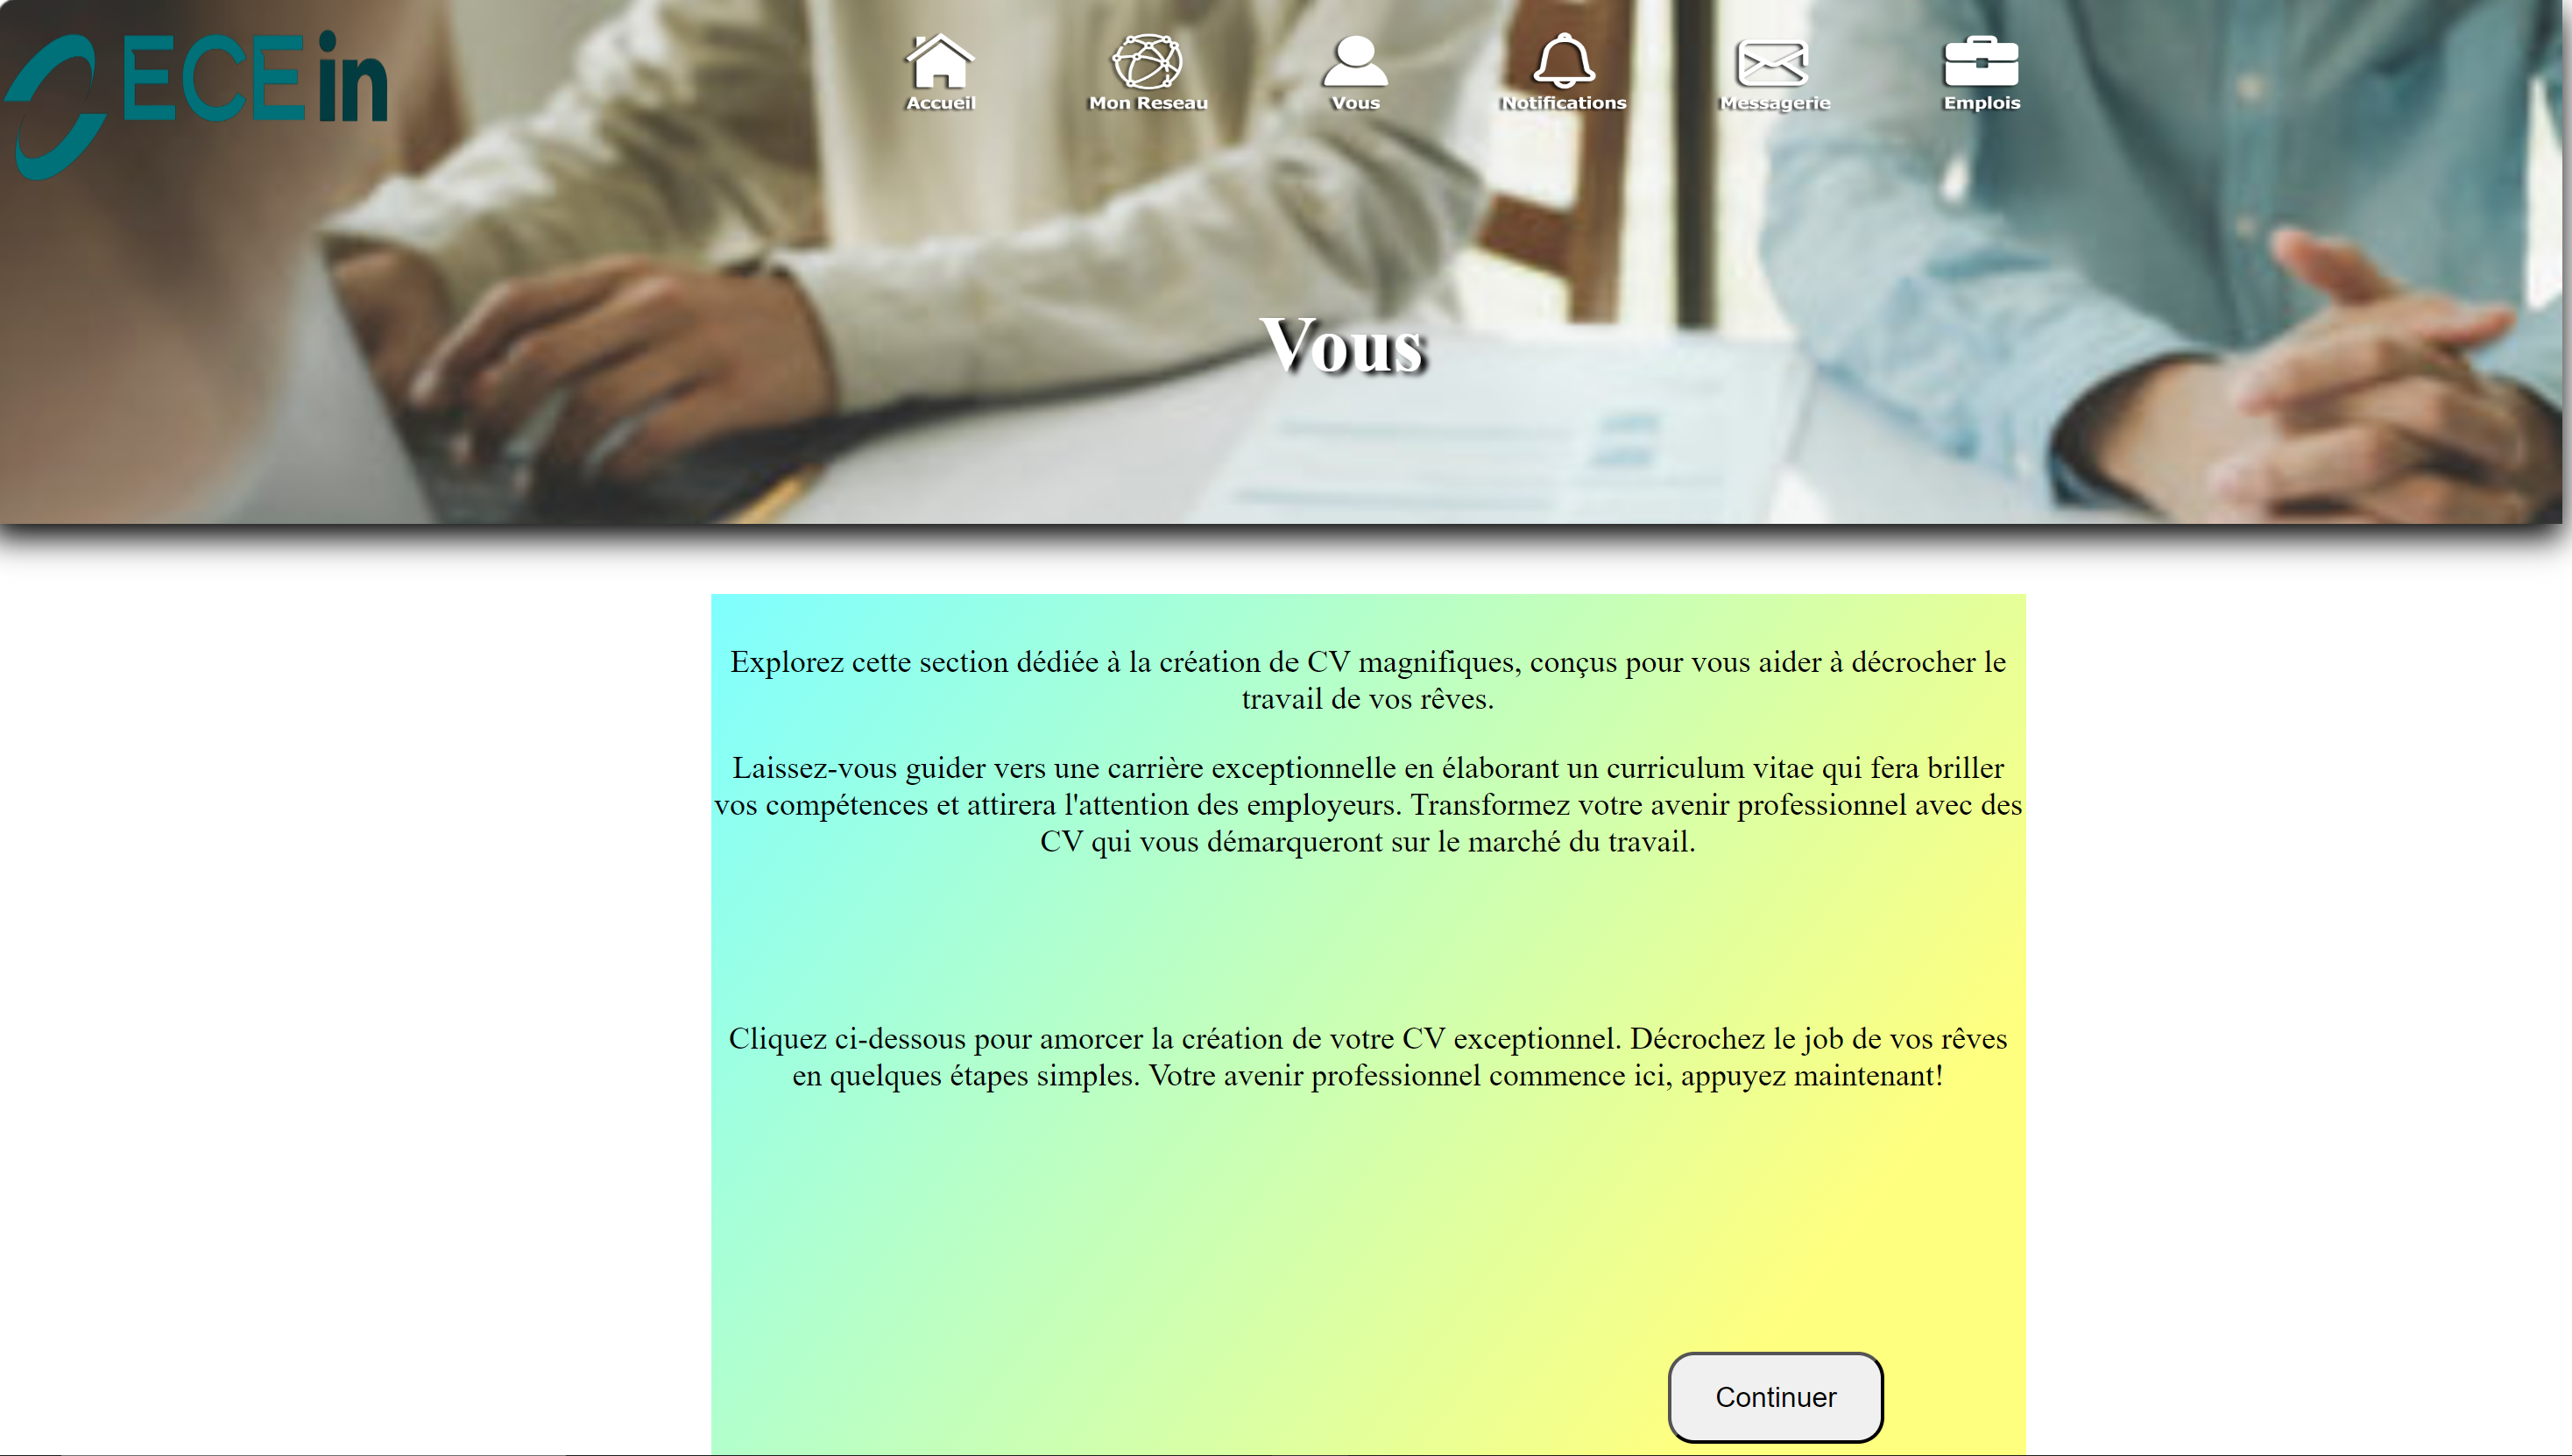 ECEin
Accueil
Mon Reseau
Vous
Notifications
Messagerie
Emplois
Vous
Explorez cette section dédiée à la création de CV magnifiques, conçus pour vous aider à décrocher le
travail de vos rêves.
Laissez-vous guider vers une carrière exceptionnelle en élaborant un curriculum vitae qui fera briller
vos compétences et attirera l'attention des employeurs. Transformez votre avenir professionnel avec des
CV qui vous démarqueront sur le marché du travail.
Cliquez ci-dessous pour amorcer la création de votre CV exceptionnel. Décrochez le job de vos rêves
en quelques étapes simples. Votre avenir professionnel commence ici, appuyez maintenant!
Continuer